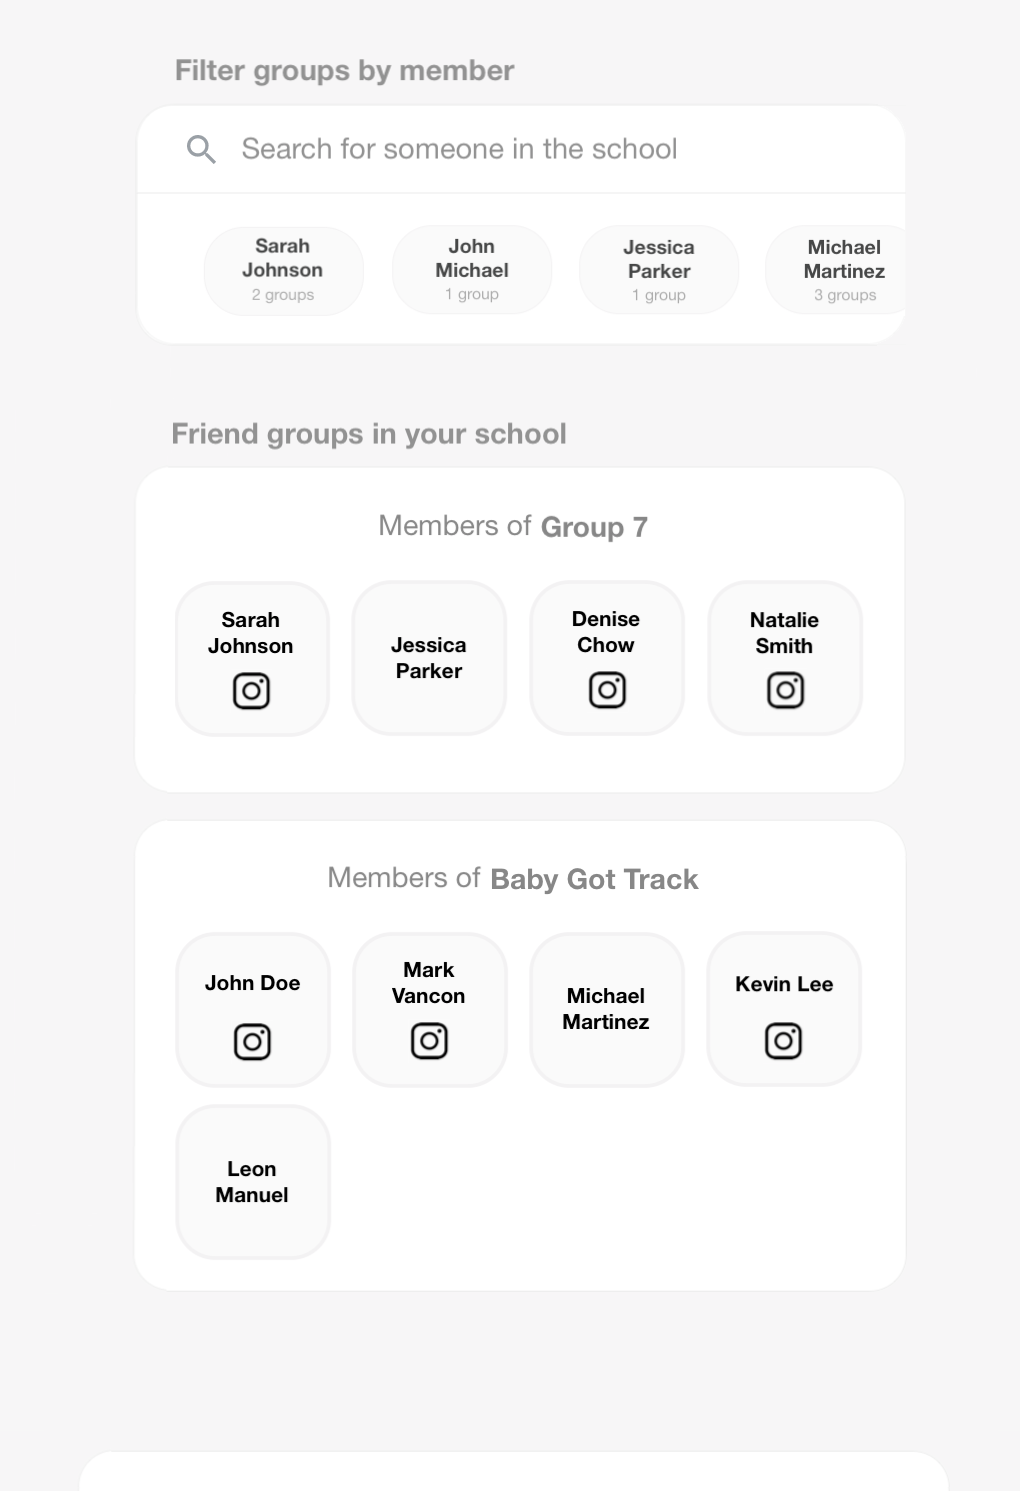 Filter groups by member
Search for someone in the school
Sarah
Johnson
2 groups
John
Michael
1 group
Jessica
Parker
1 group
Michael
Martinez
3 groups
Friend groups in your school
Members of Group 7
Sarah
Johnson
Jessica
Parker
Denise
Chow
Natalie
Smith
Members of Baby Got Track
John Doe
Mark
Vancon
Michael
Martinez
Kevin Lee
Leon
Manuel